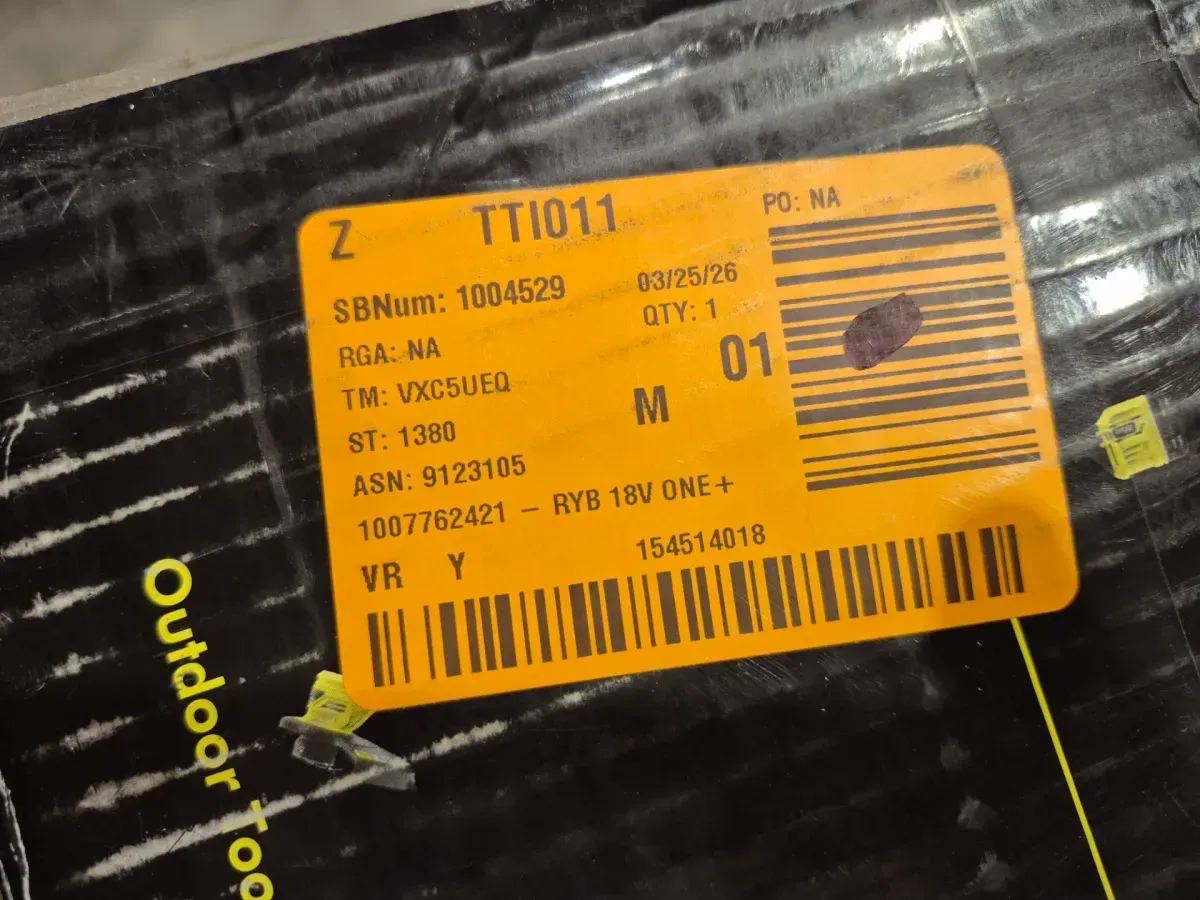 Z TTI011 PO: NA
SBNum: 1004529 03/25/26
QTY: 1
RGA: NA
01
TM: VXC5UEQ
M
ST: 1380
ASN: 9123105
1007762421 – RYB 18V ONE+
VR Y 154514018
Outdoor Too